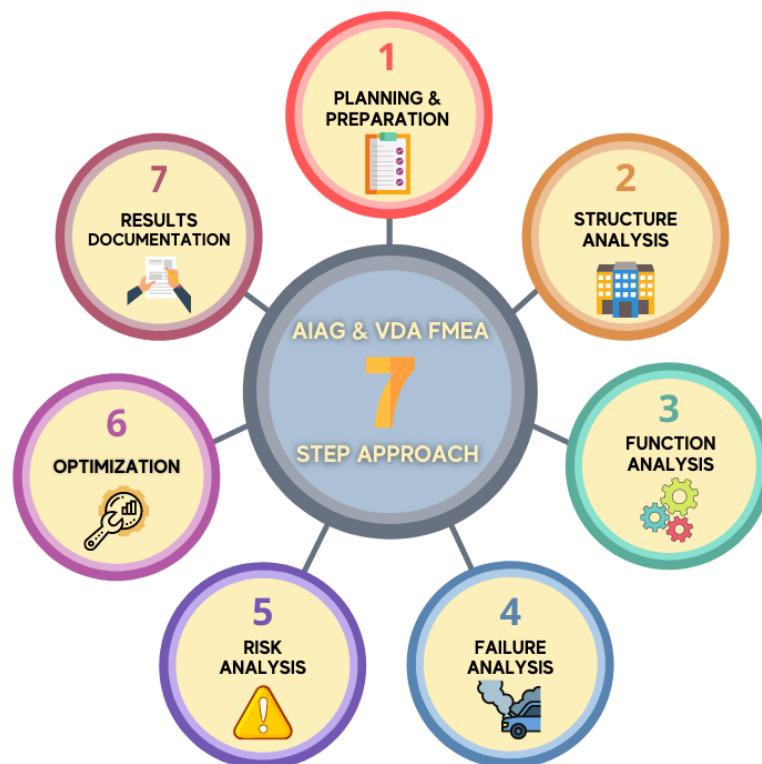 AIAG & VDA FMEA
7
STEP APPROACH
1
PLANNING &
PREPARATION
2
STRUCTURE
ANALYSIS
3
FUNCTION
ANALYSIS
4
FAILURE
ANALYSIS
5
RISK
ANALYSIS
6
OPTIMIZATION
7
RESULTS
DOCUMENTATION